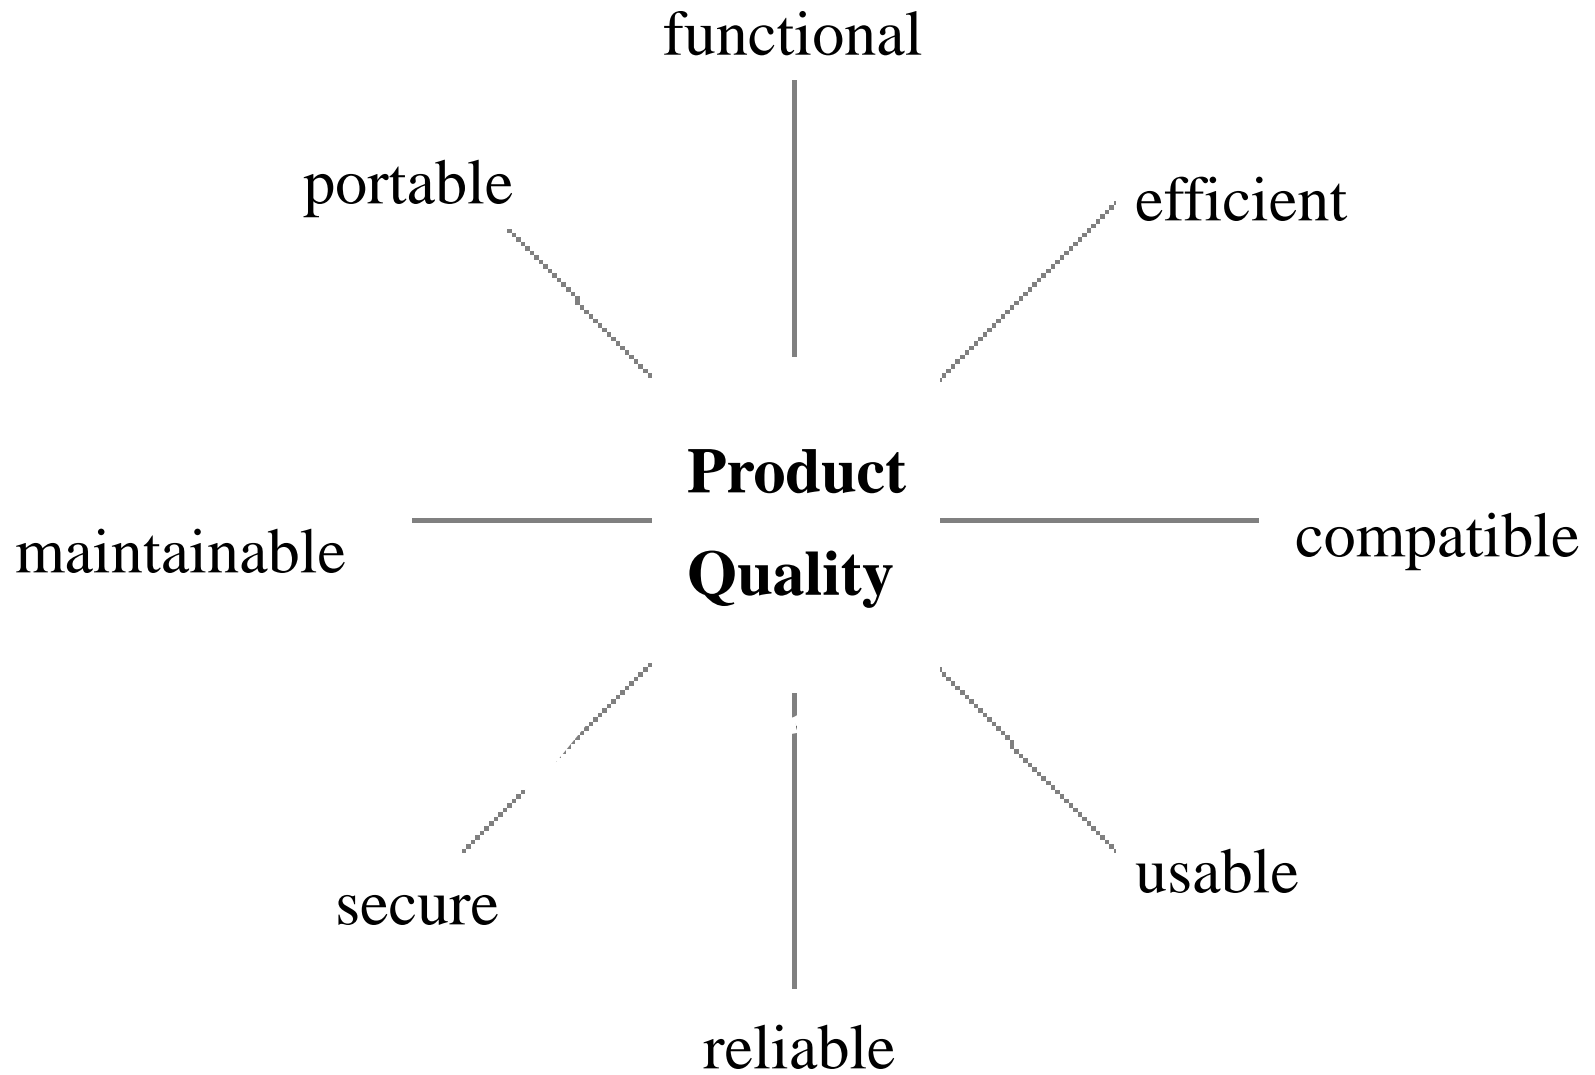 functional
portable
efficient
Product
Quality
maintainable
compatible
usable
secure
reliable